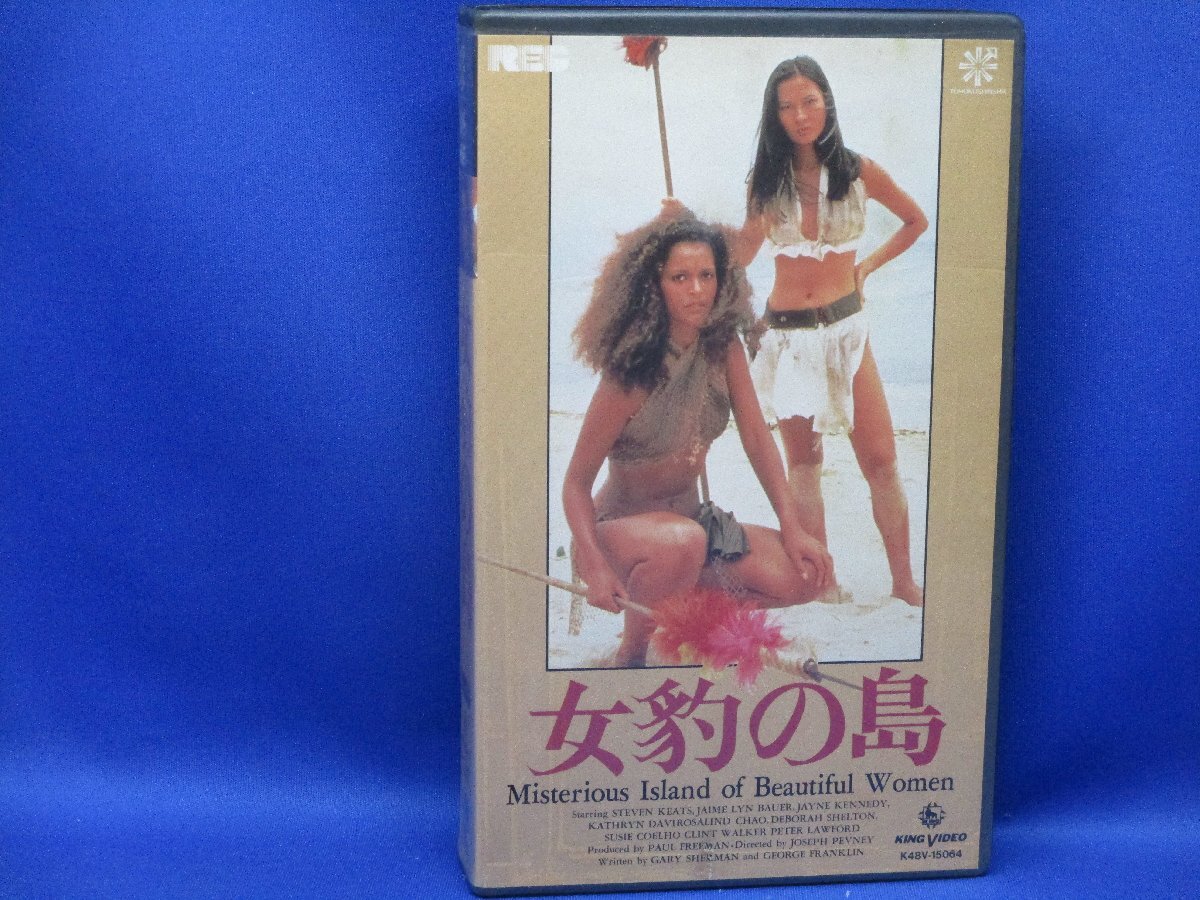 REC
TOHOKUSHINSHA
女豹の島
Misterious Island of Beautiful Women
Starring STEVEN KEATS, JAIME LYN BAUER, JAYNE KENNEDY,
KATHRYN DAVIROSALIND CHAO, DEBORAH SHELTON,
SUSIE COELHO CLINT WALKER PETER LAWFORD
Produced by PAUL FREEMAN · Directed by JOSEPH PEVNEY
Written by GARY SHERMAN and GEORGE FRANKLIN
KING VIDEO
K48V-15064